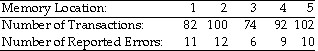 Memory Location: 1 2 3 4 5
Number of Transactions: 82 100 74 92 102
Number of Reported Errors: 11 12 6 9 10